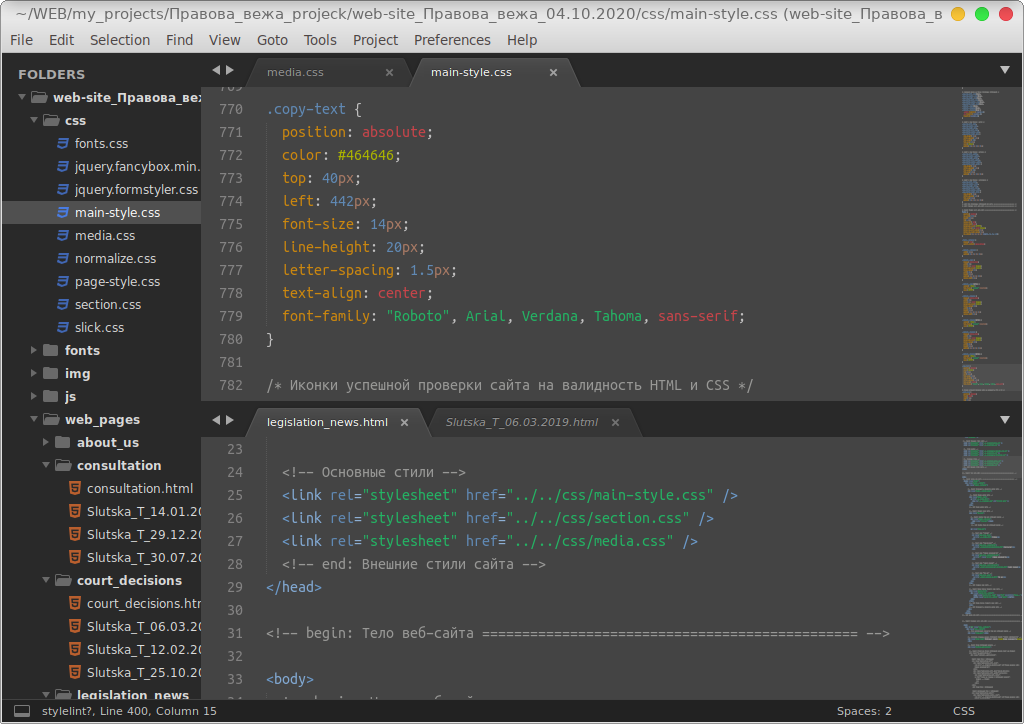 ~/WEB/my_projects/Правова_вежа_projeck/web-site_Правова_вежа_04.10.2020/css/main-style.css (web-site_Правова_в
File Edit Selection Find View Goto Tools Project Preferences Help
FOLDERS
web-site_Правова_веж
css
fonts.css
jquery.fancybox.min.
jquery.formstyler.css
main-style.css
media.css
normalize.css
page-style.css
section.css
slick.css
fonts
img
js
web_pages
about_us
consultation
consultation.html
Slutska_T_14.01.20
Slutska_T_29.12.20
Slutska_T_30.07.20
court_decisions
court_decisions.htr
Slutska_T_06.03.20
Slutska_T_12.02.20
Slutska_T_25.10.20
legislation_news
media.css × main-style.css ×
769
770 .copy-text {
771 position: absolute;
772 color: #464646;
773 top: 40px;
774 left: 442px;
775 font-size: 14px;
776 line-height: 20px;
777 letter-spacing: 1.5px;
778 text-align: center;
779 font-family: "Roboto", Arial, Verdana, Tahoma, sans-serif;
780 }
781
782 /* Иконки успешной проверки сайта на валидность HTML и CSS */
legislation_news.html × Slutska_T_06.03.2019.html ×
23
24 <!-- Основные стили -->
25 <link rel="stylesheet" href="../../css/main-style.css" />
26 <link rel="stylesheet" href="../../css/section.css" />
27 <link rel="stylesheet" href="../../css/media.css" />
28 <!-- end: Внешние стили сайта -->
29 </head>
30
31 <!-- begin: Тело веб-сайта =============================================== -->
32
33 <body>
stylelint?, Line 400, Column 15 Spaces: 2 CSS